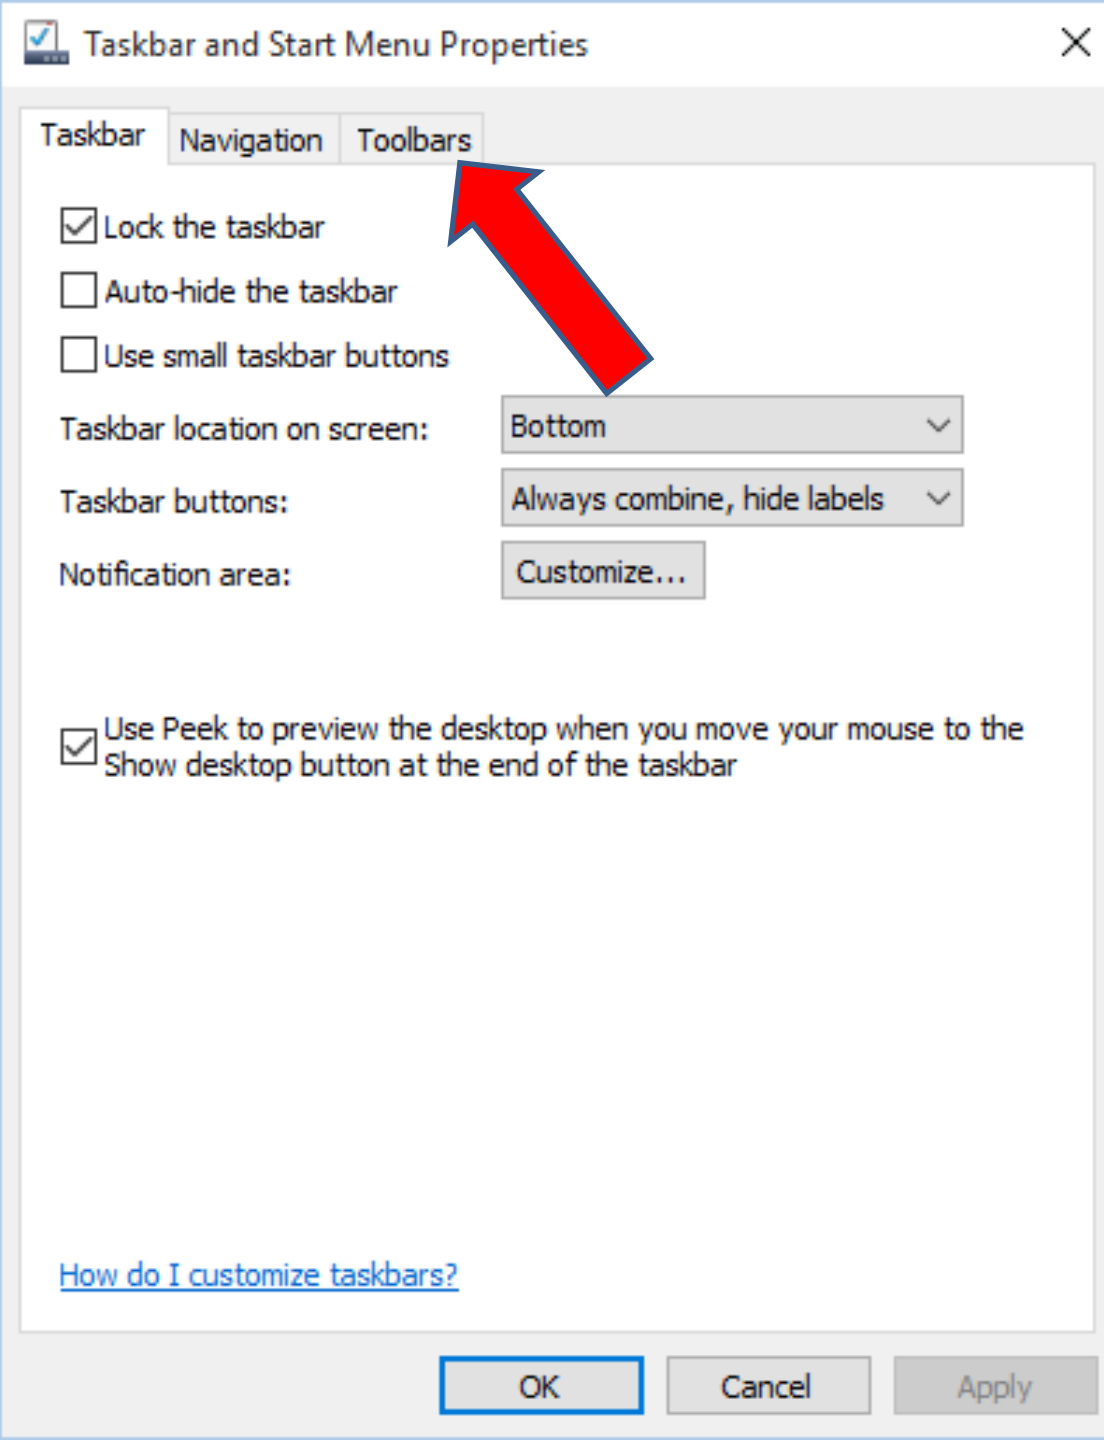 Taskbar and Start Menu Properties
Taskbar Navigation Toolbars
Lock the taskbar
Auto-hide the taskbar
Use small taskbar buttons
Taskbar location on screen: Bottom
Taskbar buttons: Always combine, hide labels
Notification area: Customize...
Use Peek to preview the desktop when you move your mouse to the
Show desktop button at the end of the taskbar
How do I customize taskbars?
OK Cancel Apply